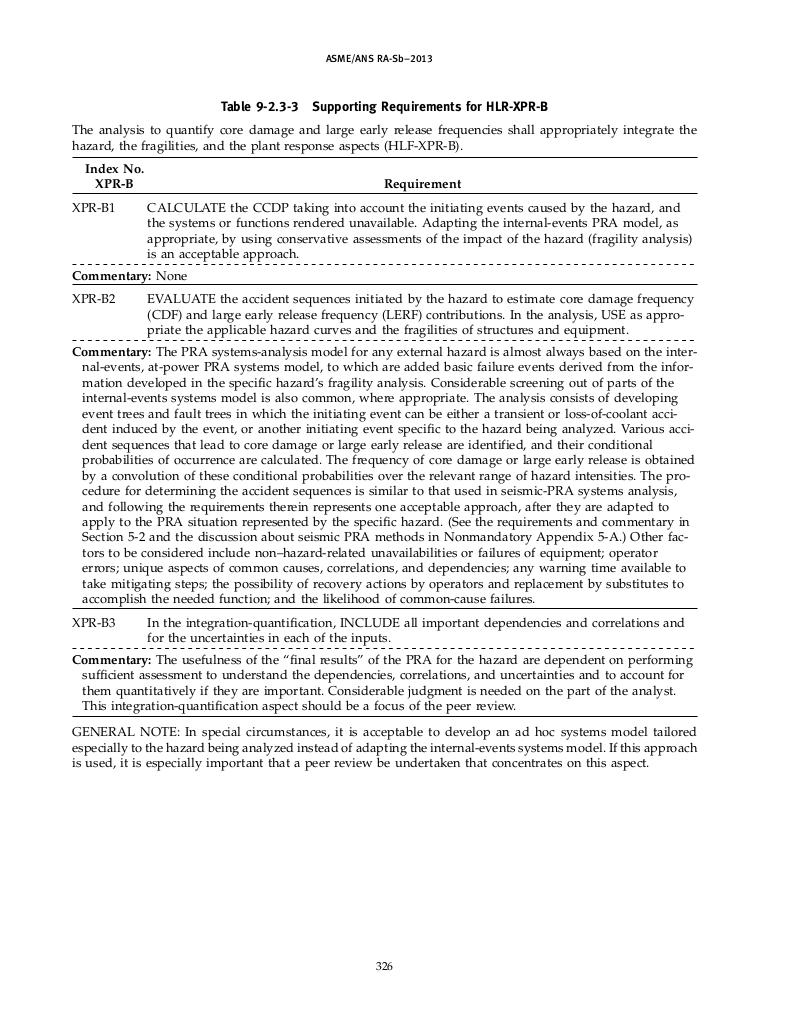 ASME/ANS RA-Sb–2013
Table 9-2.3-3 Supporting Requirements for HLR-XPR-B
The analysis to quantify core damage and large early release frequencies shall appropriately integrate the
hazard, the fragilities, and the plant response aspects (HLF-XPR-B).
Index No.
XPR-B Requirement
XPR-B1 CALCULATE the CCDP taking into account the initiating events caused by the hazard, and
the systems or functions rendered unavailable. Adapting the internal-events PRA model, as
appropriate, by using conservative assessments of the impact of the hazard (fragility analysis)
is an acceptable approach.
Commentary: None
XPR-B2 EVALUATE the accident sequences initiated by the hazard to estimate core damage frequency
(CDF) and large early release frequency (LERF) contributions. In the analysis, USE as appro-
priate the applicable hazard curves and the fragilities of structures and equipment.
Commentary: The PRA systems-analysis model for any external hazard is almost always based on the inter-
nal-events, at-power PRA systems model, to which are added basic failure events derived from the infor-
mation developed in the specific hazard's fragility analysis. Considerable screening out of parts of the
internal-events systems model is also common, where appropriate. The analysis consists of developing
event trees and fault trees in which the initiating event can be either a transient or loss-of-coolant acci-
dent induced by the event, or another initiating event specific to the hazard being analyzed. Various acci-
dent sequences that lead to core damage or large early release are identified, and their conditional
probabilities of occurrence are calculated. The frequency of core damage or large early release is obtained
by a convolution of these conditional probabilities over the relevant range of hazard intensities. The pro-
cedure for determining the accident sequences is similar to that used in seismic-PRA systems analysis,
and following the requirements therein represents one acceptable approach, after they are adapted to
apply to the PRA situation represented by the specific hazard. (See the requirements and commentary in
Section 5-2 and the discussion about seismic PRA methods in Nonmandatory Appendix 5-A.) Other fac-
tors to be considered include non–hazard-related unavailabilities or failures of equipment; operator
errors; unique aspects of common causes, correlations, and dependencies; any warning time available to
take mitigating steps; the possibility of recovery actions by operators and replacement by substitutes to
accomplish the needed function; and the likelihood of common-cause failures.
XPR-B3 In the integration-quantification, INCLUDE all important dependencies and correlations and
for the uncertainties in each of the inputs.
Commentary: The usefulness of the “final results” of the PRA for the hazard are dependent on performing
sufficient assessment to understand the dependencies, correlations, and uncertainties and to account for
them quantitatively if they are important. Considerable judgment is needed on the part of the analyst.
This integration-quantification aspect should be a focus of the peer review.
GENERAL NOTE: In special circumstances, it is acceptable to develop an ad hoc systems model tailored
especially to the hazard being analyzed instead of adapting the internal-events systems model. If this approach
is used, it is especially important that a peer review be undertaken that concentrates on this aspect.
326